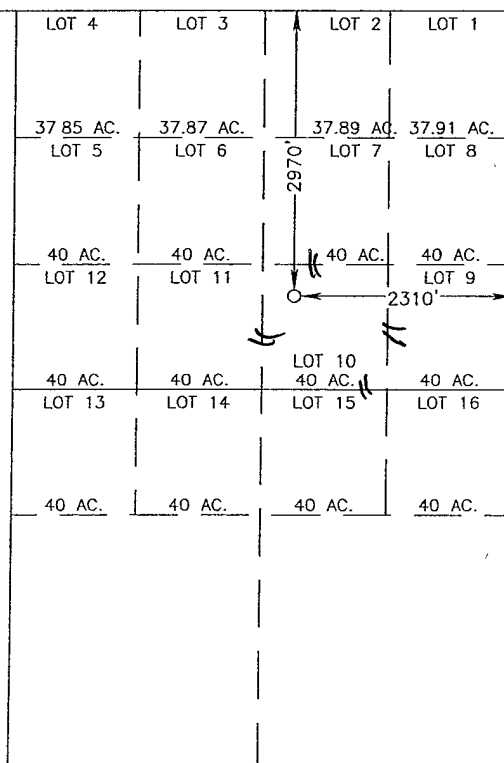 LOT 4 LOT 3 LOT 2 LOT 1
37.85 AC. 37.87 AC. 37.89 AC. 37.91 AC.
LOT 5 LOT 6 LOT 7 LOT 8
2970'
40 AC. 40 AC. 40 AC. 40 AC.
LOT 12 LOT 11 LOT 9
2310'
LOT 10
40 AC. 40 AC. 40 AC. 40 AC.
LOT 13 LOT 14 LOT 15 LOT 16
40 AC. 40 AC. 40 AC. 40 AC.